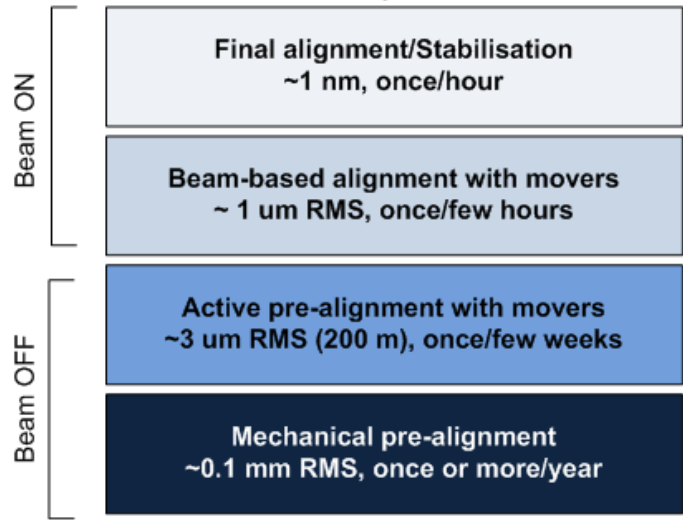 Beam ON
Final alignment/Stabilisation
~1 nm, once/hour
Beam-based alignment with movers
~ 1 um RMS, once/few hours
Beam OFF
Active pre-alignment with movers
~3 um RMS (200 m), once/few weeks
Mechanical pre-alignment
~0.1 mm RMS, once or more/year